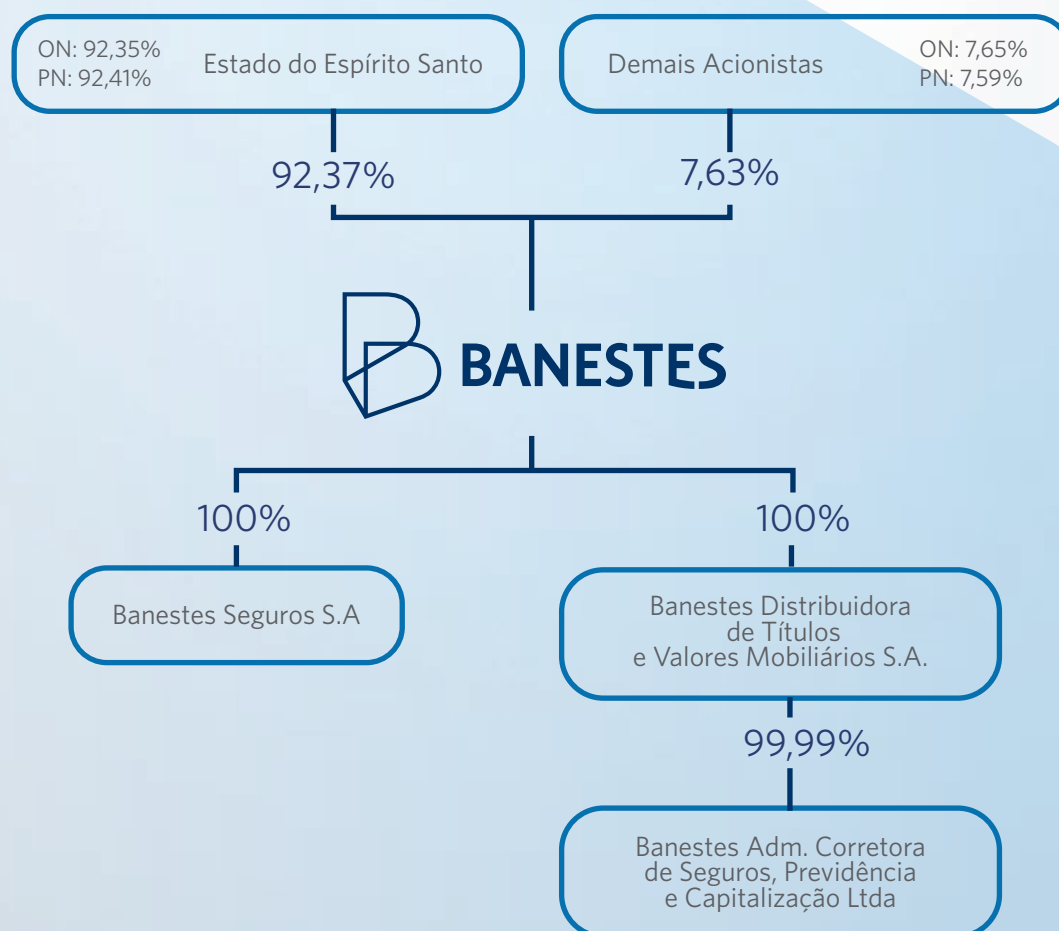 ON: 92,35%
PN: 92,41%
Estado do Espírito Santo
Demais Acionistas
ON: 7,65%
PN: 7,59%
92,37%
7,63%
BANESTES
100%
100%
Banestes Seguros S.A
Banestes Distribuidora
de Títulos
e Valores Mobiliários S.A.
99,99%
Banestes Adm. Corretora
de Seguros, Previdência
e Capitalização Ltda